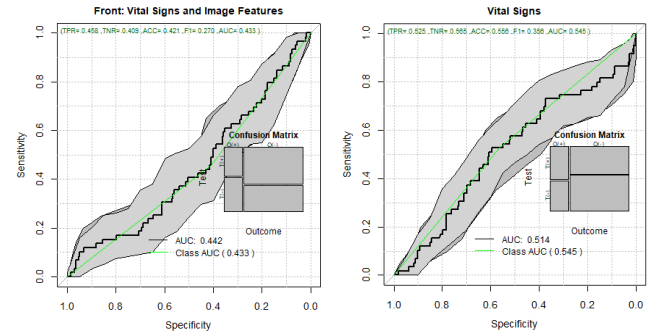 Front: Vital Signs and Image Features
(TPR= 0.458 ,TNR= 0.409 ,ACC= 0.421 ,F1= 0.270 ,AUC= 0.433 )
Sensitivity
0.0 0.2 0.4 0.6 0.8 1.0
Confusion Matrix
O(+) O(-)
Test
T(+)
T(-)
Outcome
AUC: 0.442
Class AUC ( 0.433 )
1.0 0.8 0.6 0.4 0.2 0.0
Specificity
Vital Signs
(TPR= 0.525 ,TNR= 0.565 ,ACC= 0.556 ,F1= 0.356 ,AUC= 0.545 )
Sensitivity
0.0 0.2 0.4 0.6 0.8 1.0
Confusion Matrix
O(+) O(-)
Test
T(+)
T(-)
Outcome
AUC: 0.514
Class AUC ( 0.545 )
1.0 0.8 0.6 0.4 0.2 0.0
Specificity